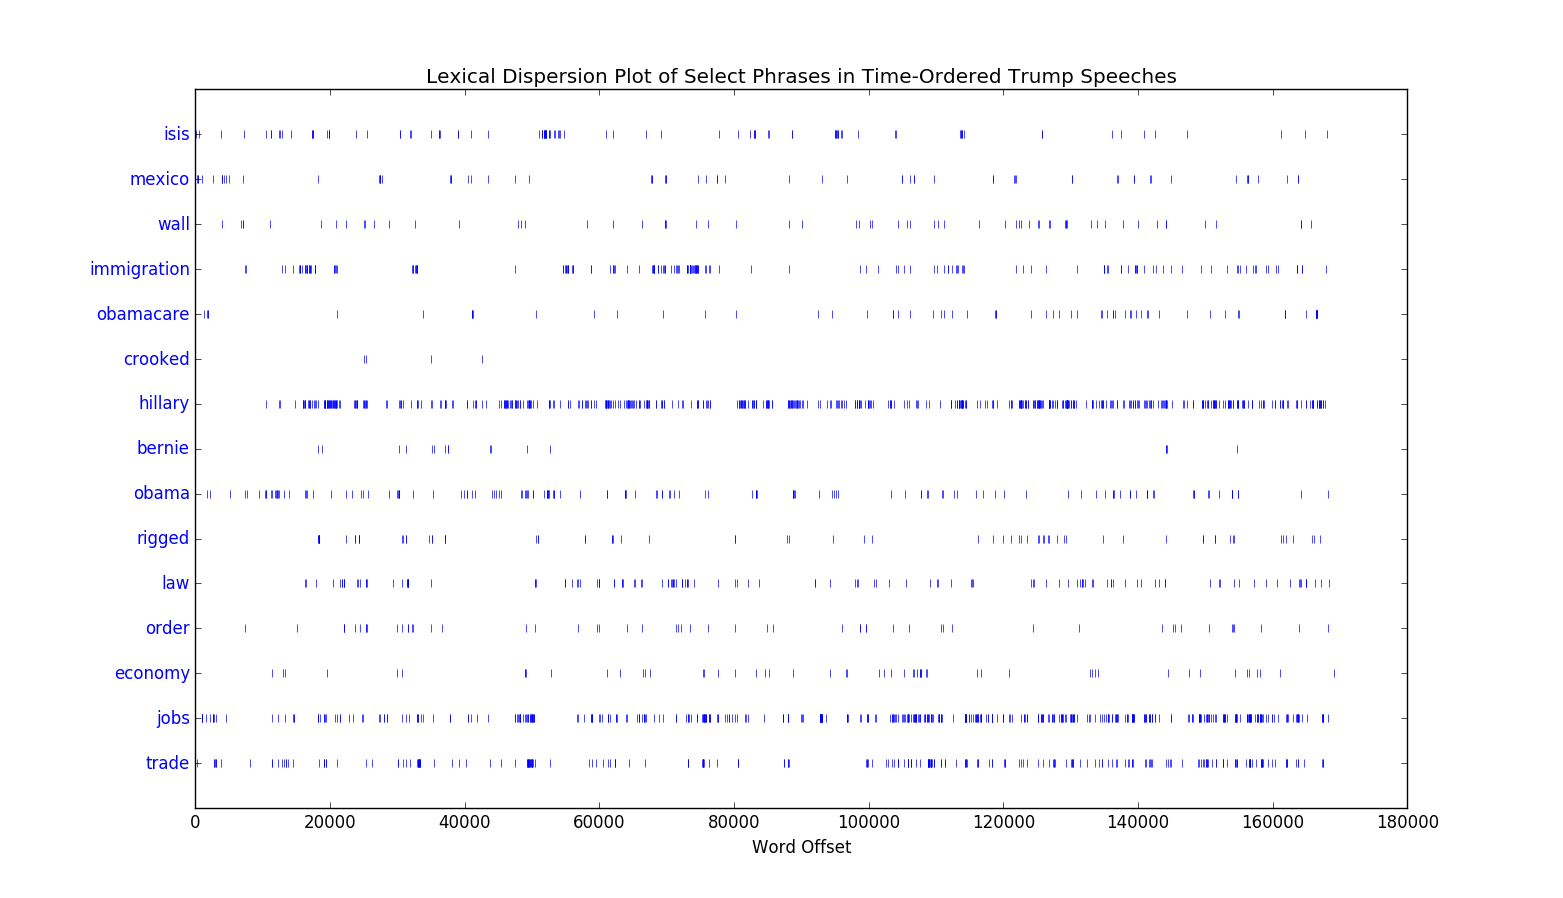 Lexical Dispersion Plot of Select Phrases in Time-Ordered Trump Speeches
isis
mexico
wall
immigration
obamacare
crooked
hillary
bernie
obama
rigged
law
order
economy
jobs
trade
0 20000 40000 60000 80000 100000 120000 140000 160000 180000
Word Offset